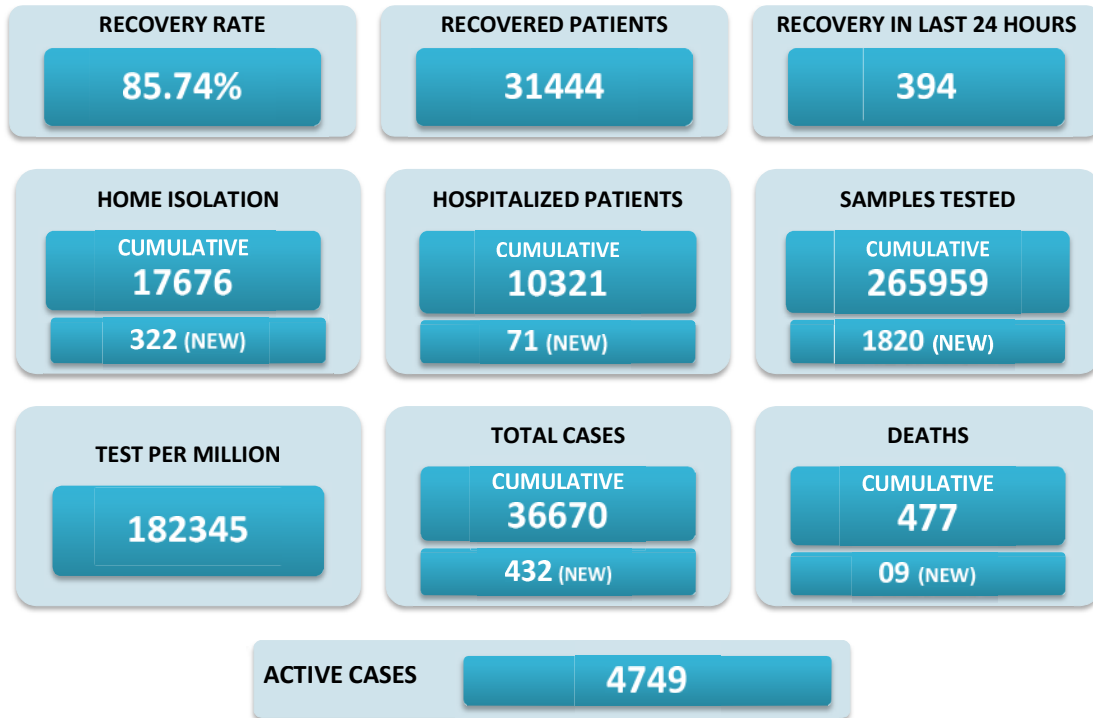 RECOVERY RATE
85.74%
RECOVERED PATIENTS
31444
RECOVERY IN LAST 24 HOURS
394
HOME ISOLATION
CUMULATIVE
17676
322 (NEW)
HOSPITALIZED PATIENTS
CUMULATIVE
10321
71 (NEW)
SAMPLES TESTED
CUMULATIVE
265959
1820 (NEW)
TEST PER MILLION
182345
TOTAL CASES
CUMULATIVE
36670
432 (NEW)
DEATHS
CUMULATIVE
477
09 (NEW)
ACTIVE CASES
4749